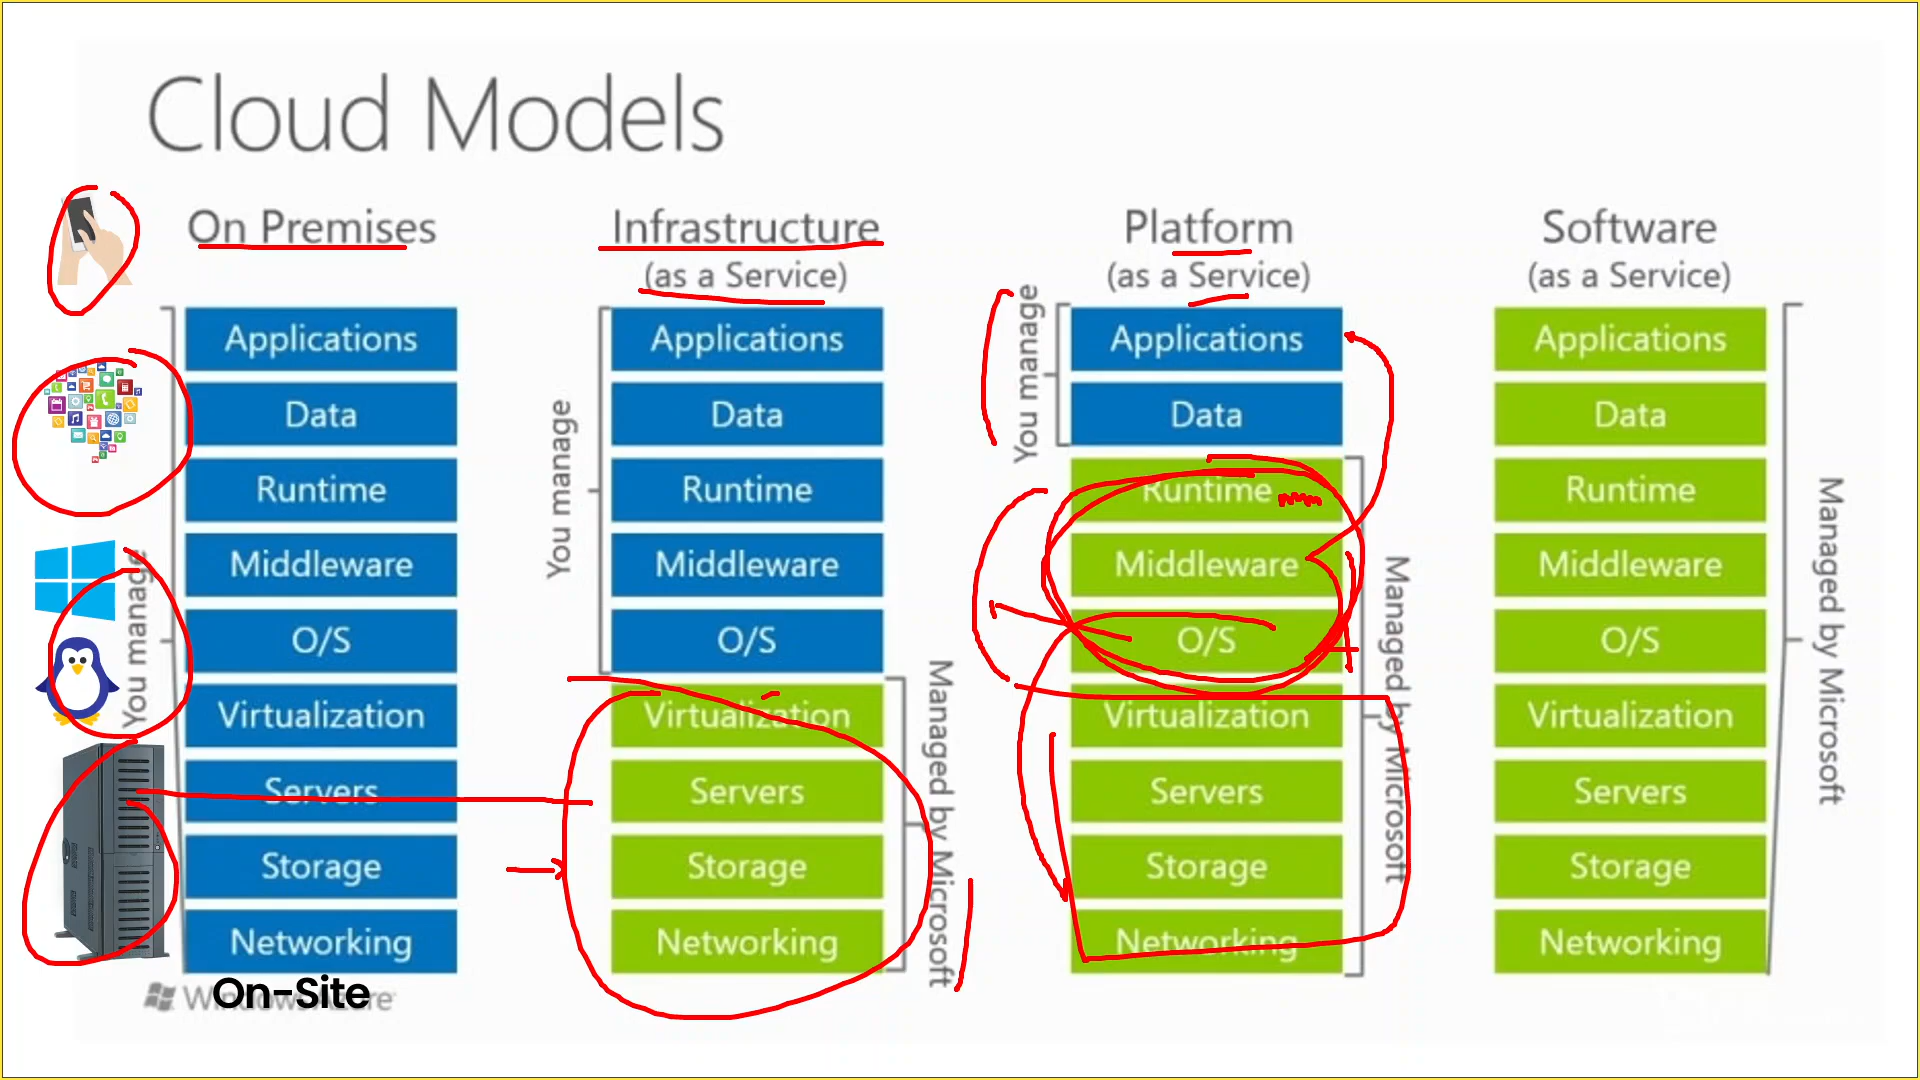 Cloud Models
On Premises
Applications
Data
Runtime
Middleware
O/S
Virtualization
Servers
Storage
Networking
You manage
On-Site
Windows Azure
Infrastructure
(as a Service)
Applications
Data
Runtime
Middleware
O/S
Virtualization
Servers
Storage
Networking
You manage
Managed by Microsoft
Platform
(as a Service)
Applications
Data
Runtime
Middleware
O/S
Virtualization
Servers
Storage
Networking
You manage
Managed by Microsoft
Software
(as a Service)
Applications
Data
Runtime
Middleware
O/S
Virtualization
Servers
Storage
Networking
Managed by Microsoft